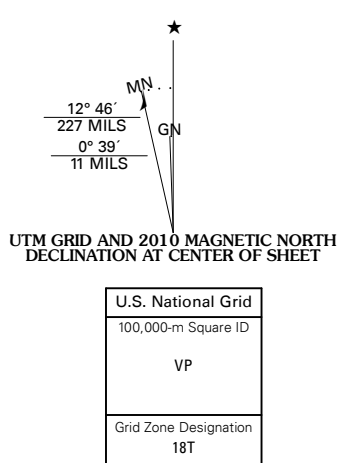 ★
MN
12° 46´
227 MILS
GN
0° 39´
11 MILS
UTM GRID AND 2010 MAGNETIC NORTH
DECLINATION AT CENTER OF SHEET
U.S. National Grid
100,000-m Square ID
VP
Grid Zone Designation
18T